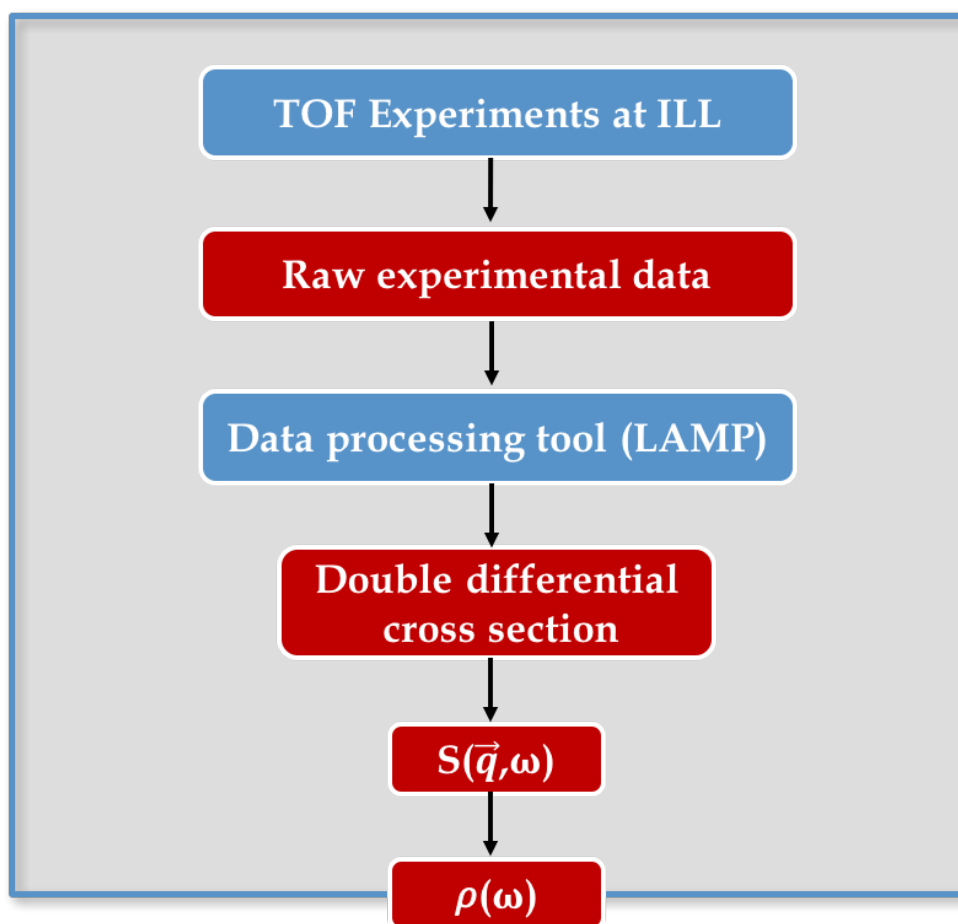 TOF Experiments at ILL
Raw experimental data
Data processing tool (LAMP)
Double differential
cross section
S(q⃗,ω)
ρ(ω)